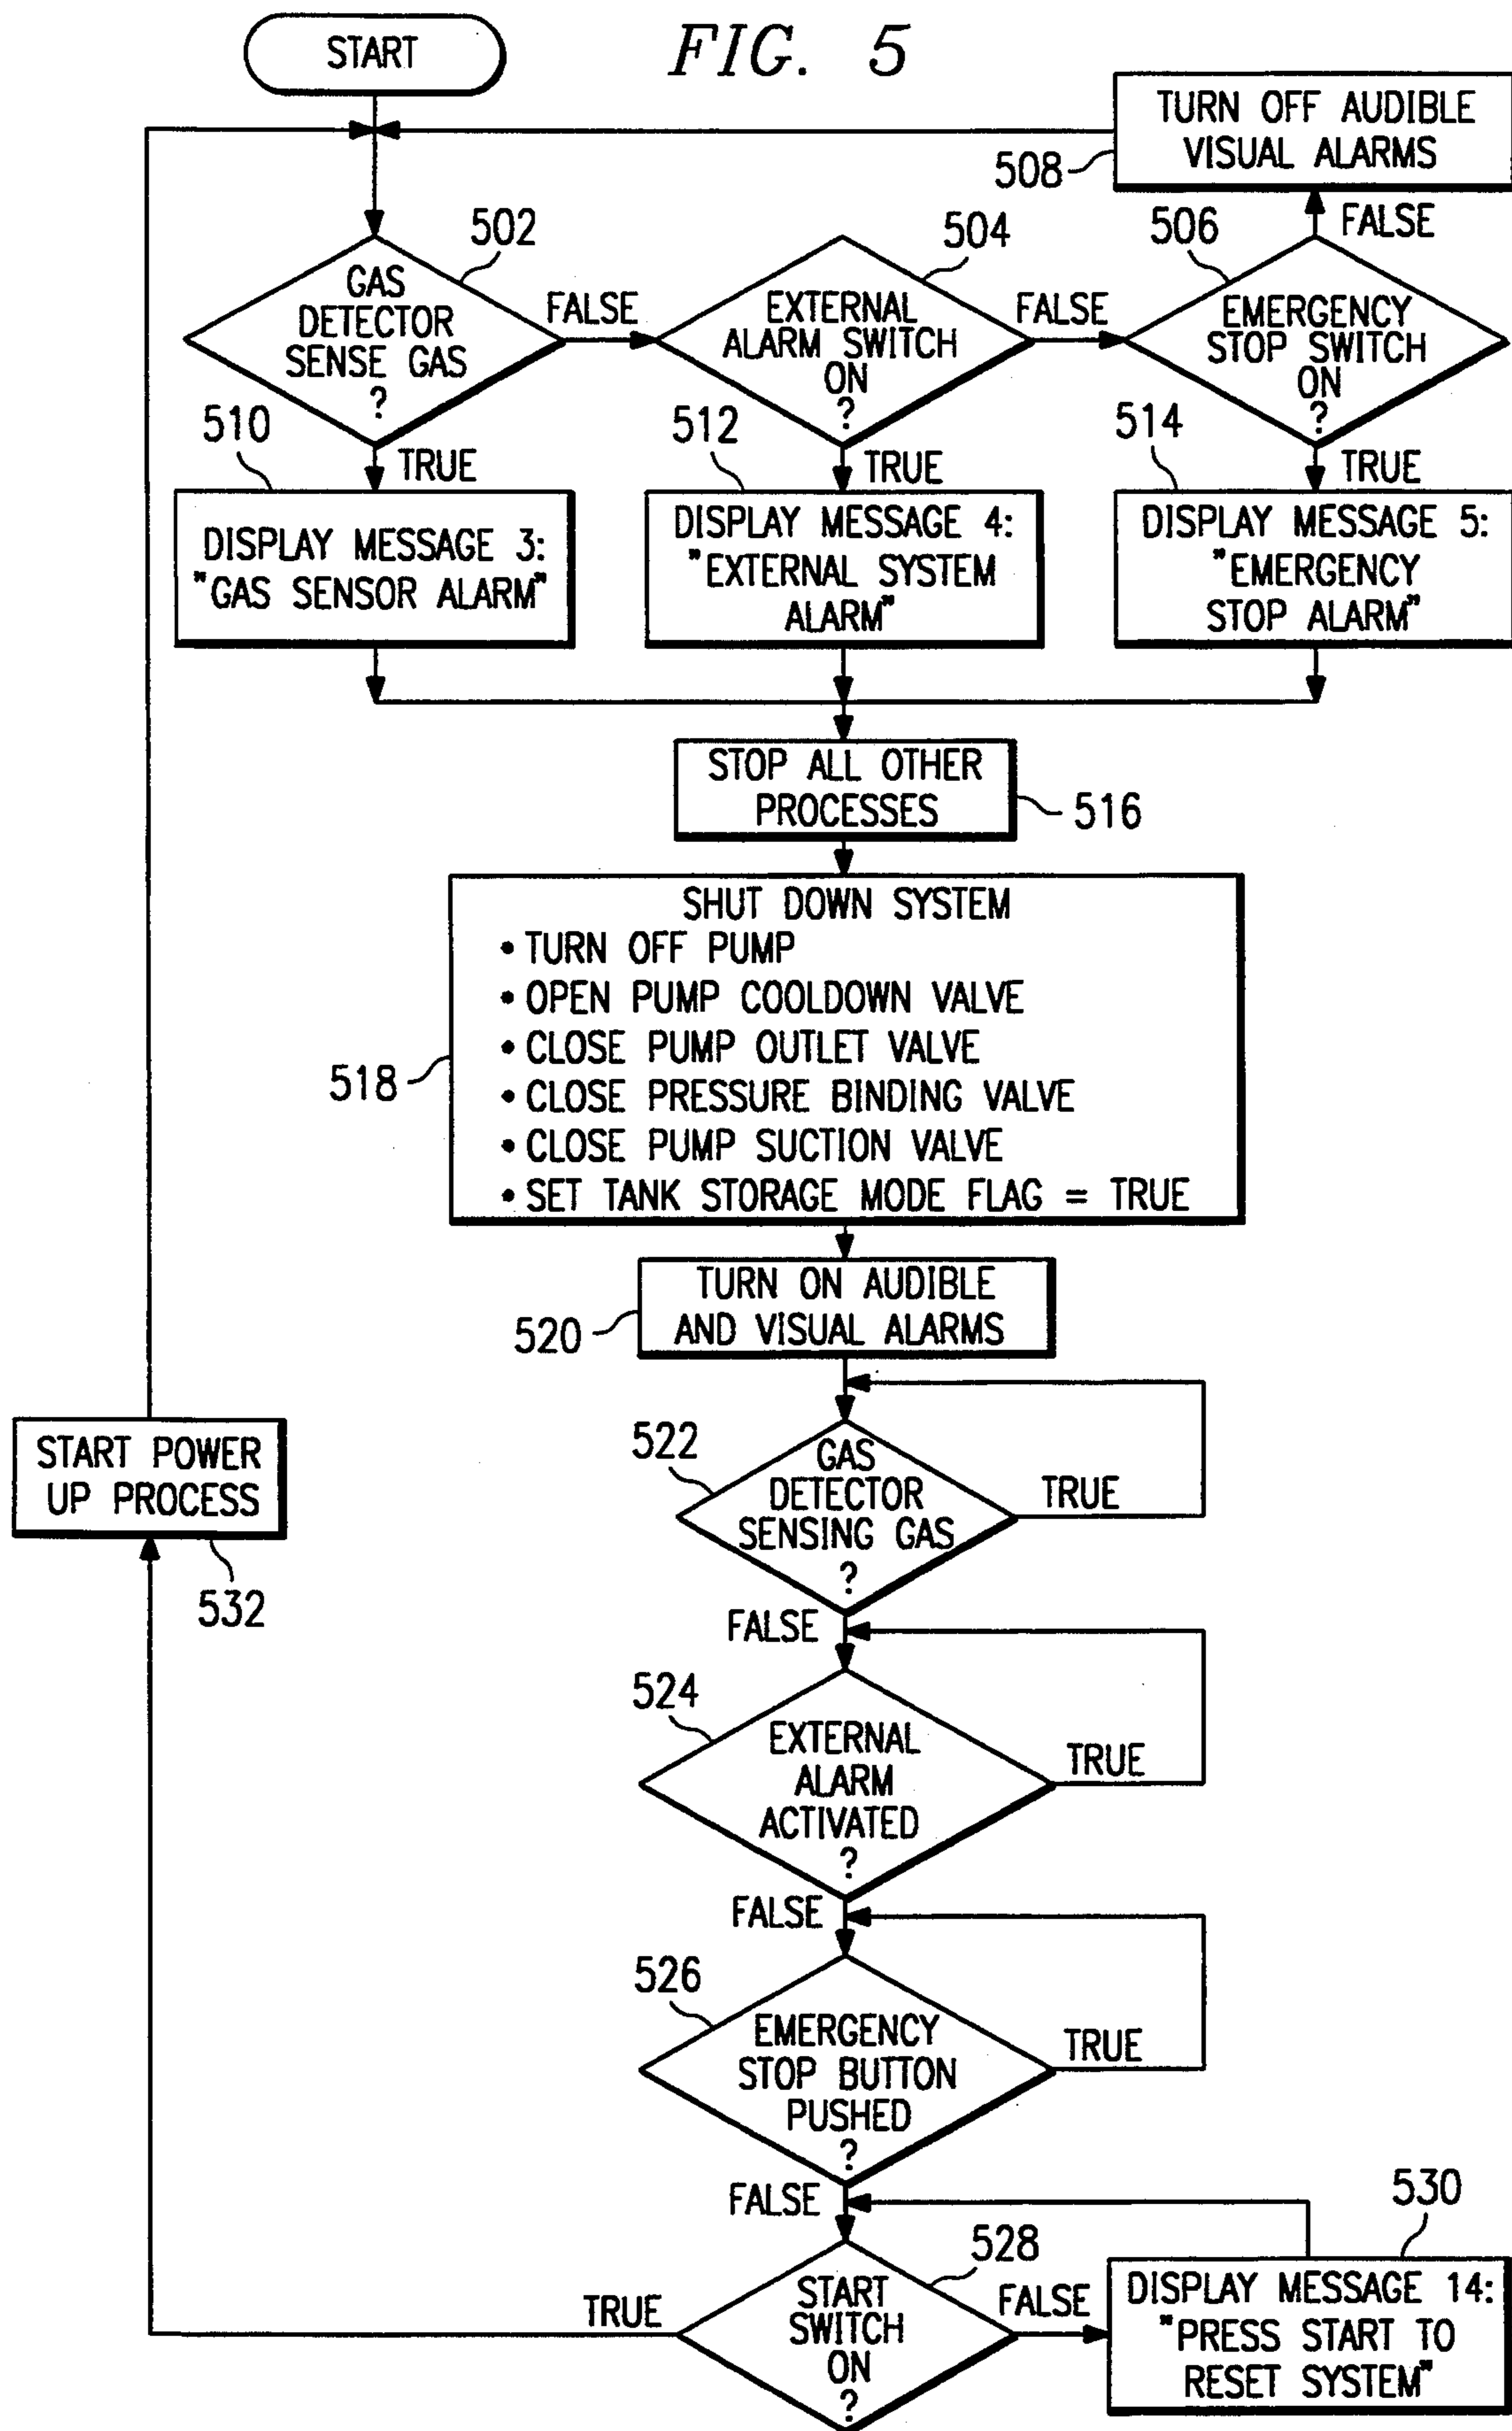 FIG. 5
START
TURN OFF AUDIBLE
VISUAL ALARMS
508
502
504
506
FALSE
GAS
DETECTOR
SENSE GAS
?
FALSE
EXTERNAL
ALARM SWITCH
ON
?
FALSE
EMERGENCY
STOP SWITCH
ON
?
510
TRUE
512
TRUE
514
TRUE
DISPLAY MESSAGE 3:
"GAS SENSOR ALARM"
DISPLAY MESSAGE 4:
"EXTERNAL SYSTEM
ALARM"
DISPLAY MESSAGE 5:
"EMERGENCY
STOP ALARM"
STOP ALL OTHER
PROCESSES
516
SHUT DOWN SYSTEM
• TURN OFF PUMP
• OPEN PUMP COOLDOWN VALVE
• CLOSE PUMP OUTLET VALVE
• CLOSE PRESSURE BINDING VALVE
• CLOSE PUMP SUCTION VALVE
• SET TANK STORAGE MODE FLAG = TRUE
518
TURN ON AUDIBLE
AND VISUAL ALARMS
520
START POWER
UP PROCESS
532
522
GAS
DETECTOR
SENSING GAS
?
TRUE
FALSE
524
EXTERNAL
ALARM
ACTIVATED
?
TRUE
FALSE
526
EMERGENCY
STOP BUTTON
PUSHED
?
TRUE
FALSE
528
START
SWITCH
ON
?
TRUE
FALSE
530
DISPLAY MESSAGE 14:
"PRESS START TO
RESET SYSTEM"